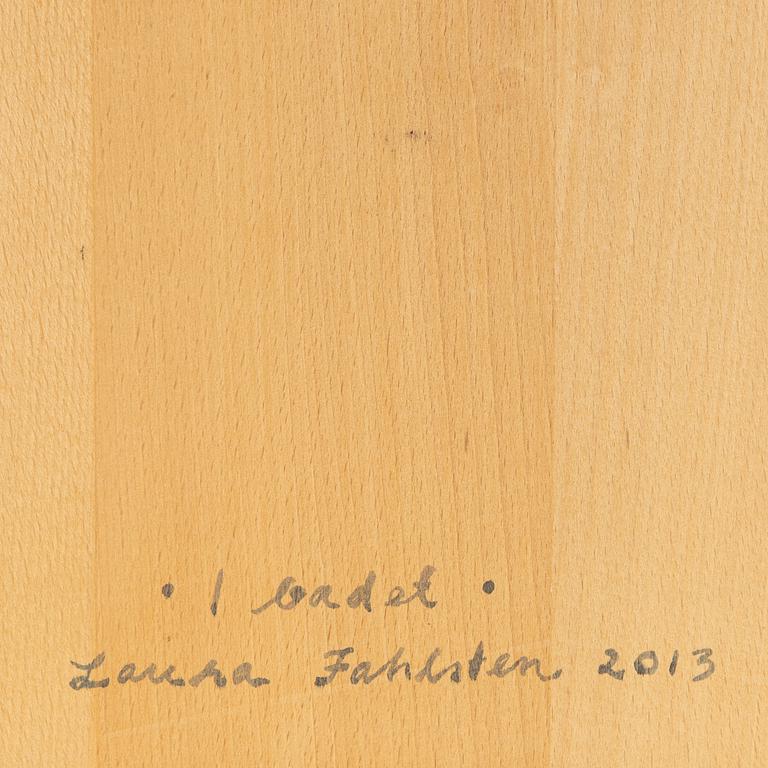 • I badet •
Laura Fahlsten 2013